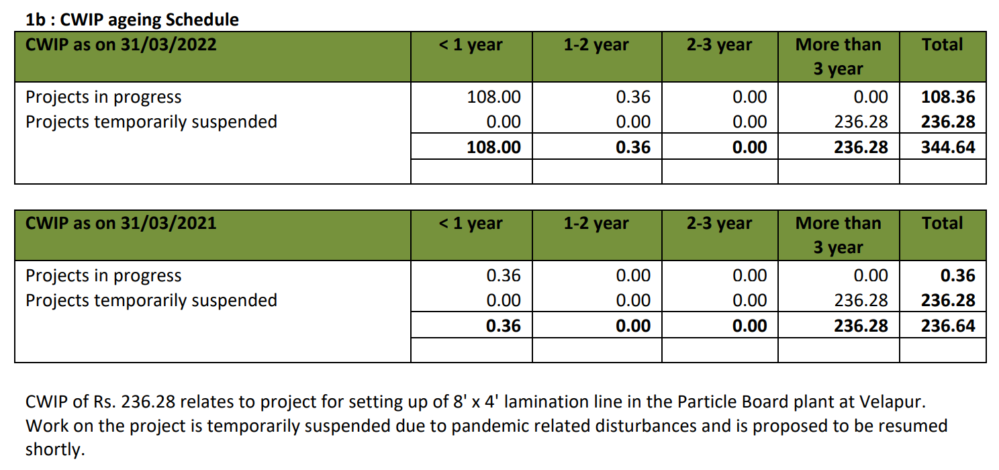 1b : CWIP ageing Schedule
CWIP as on 31/03/2022 < 1 year 1-2 year 2-3 year More than 3 year Total
Projects in progress 108.00 0.36 0.00 0.00 108.36
Projects temporarily suspended 0.00 0.00 0.00 236.28 236.28
108.00 0.36 0.00 236.28 344.64
CWIP as on 31/03/2021 < 1 year 1-2 year 2-3 year More than 3 year Total
Projects in progress 0.36 0.00 0.00 0.00 0.36
Projects temporarily suspended 0.00 0.00 0.00 236.28 236.28
0.36 0.00 0.00 236.28 236.64
CWIP of Rs. 236.28 relates to project for setting up of 8' x 4' lamination line in the Particle Board plant at Velapur.
Work on the project is temporarily suspended due to pandemic related disturbances and is proposed to be resumed
shortly.